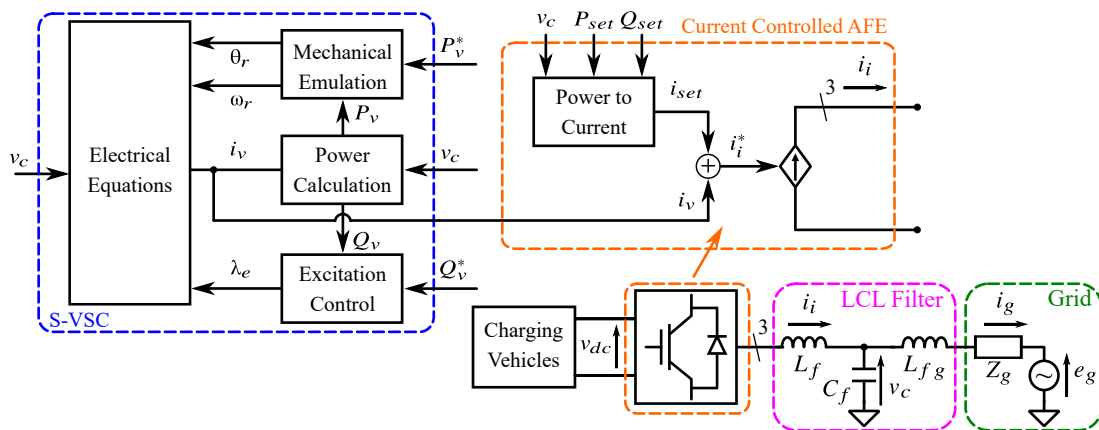 Current Controlled AFE
v_c
P_set
Q_set
Mechanical
Emulation
θ_r
ω_r
P_v^*
P_v
Power to
Current
i_set
3
i_i
Electrical
Equations
v_c
i_v
Power
Calculation
v_c
+
i_i^*
i_v
Q_v
λ_e
Excitation
Control
Q_v^*
S-VSC
Charging
Vehicles
v_dc
3
i_i
LCL Filter
L_f
C_f
v_c
L_fg
i_g
Grid
Z_g
~
e_g